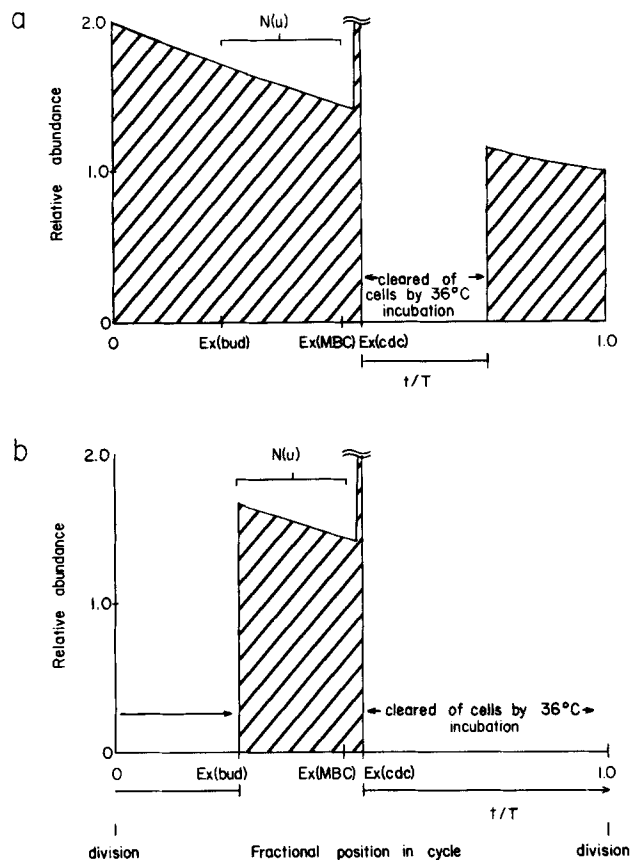 a
N(u)
2.0
1.0
0
Relative abundance
cleared of
cells by 36°C
incubation
0
Ex(bud)
Ex(MBC)
Ex(cdc)
1.0
t/T
b
N(u)
2.0
1.0
0
Relative abundance
cleared of cells by 36°C
incubation
0
Ex(bud)
Ex(MBC)
Ex(cdc)
1.0
t/T
division
Fractional position in cycle
division